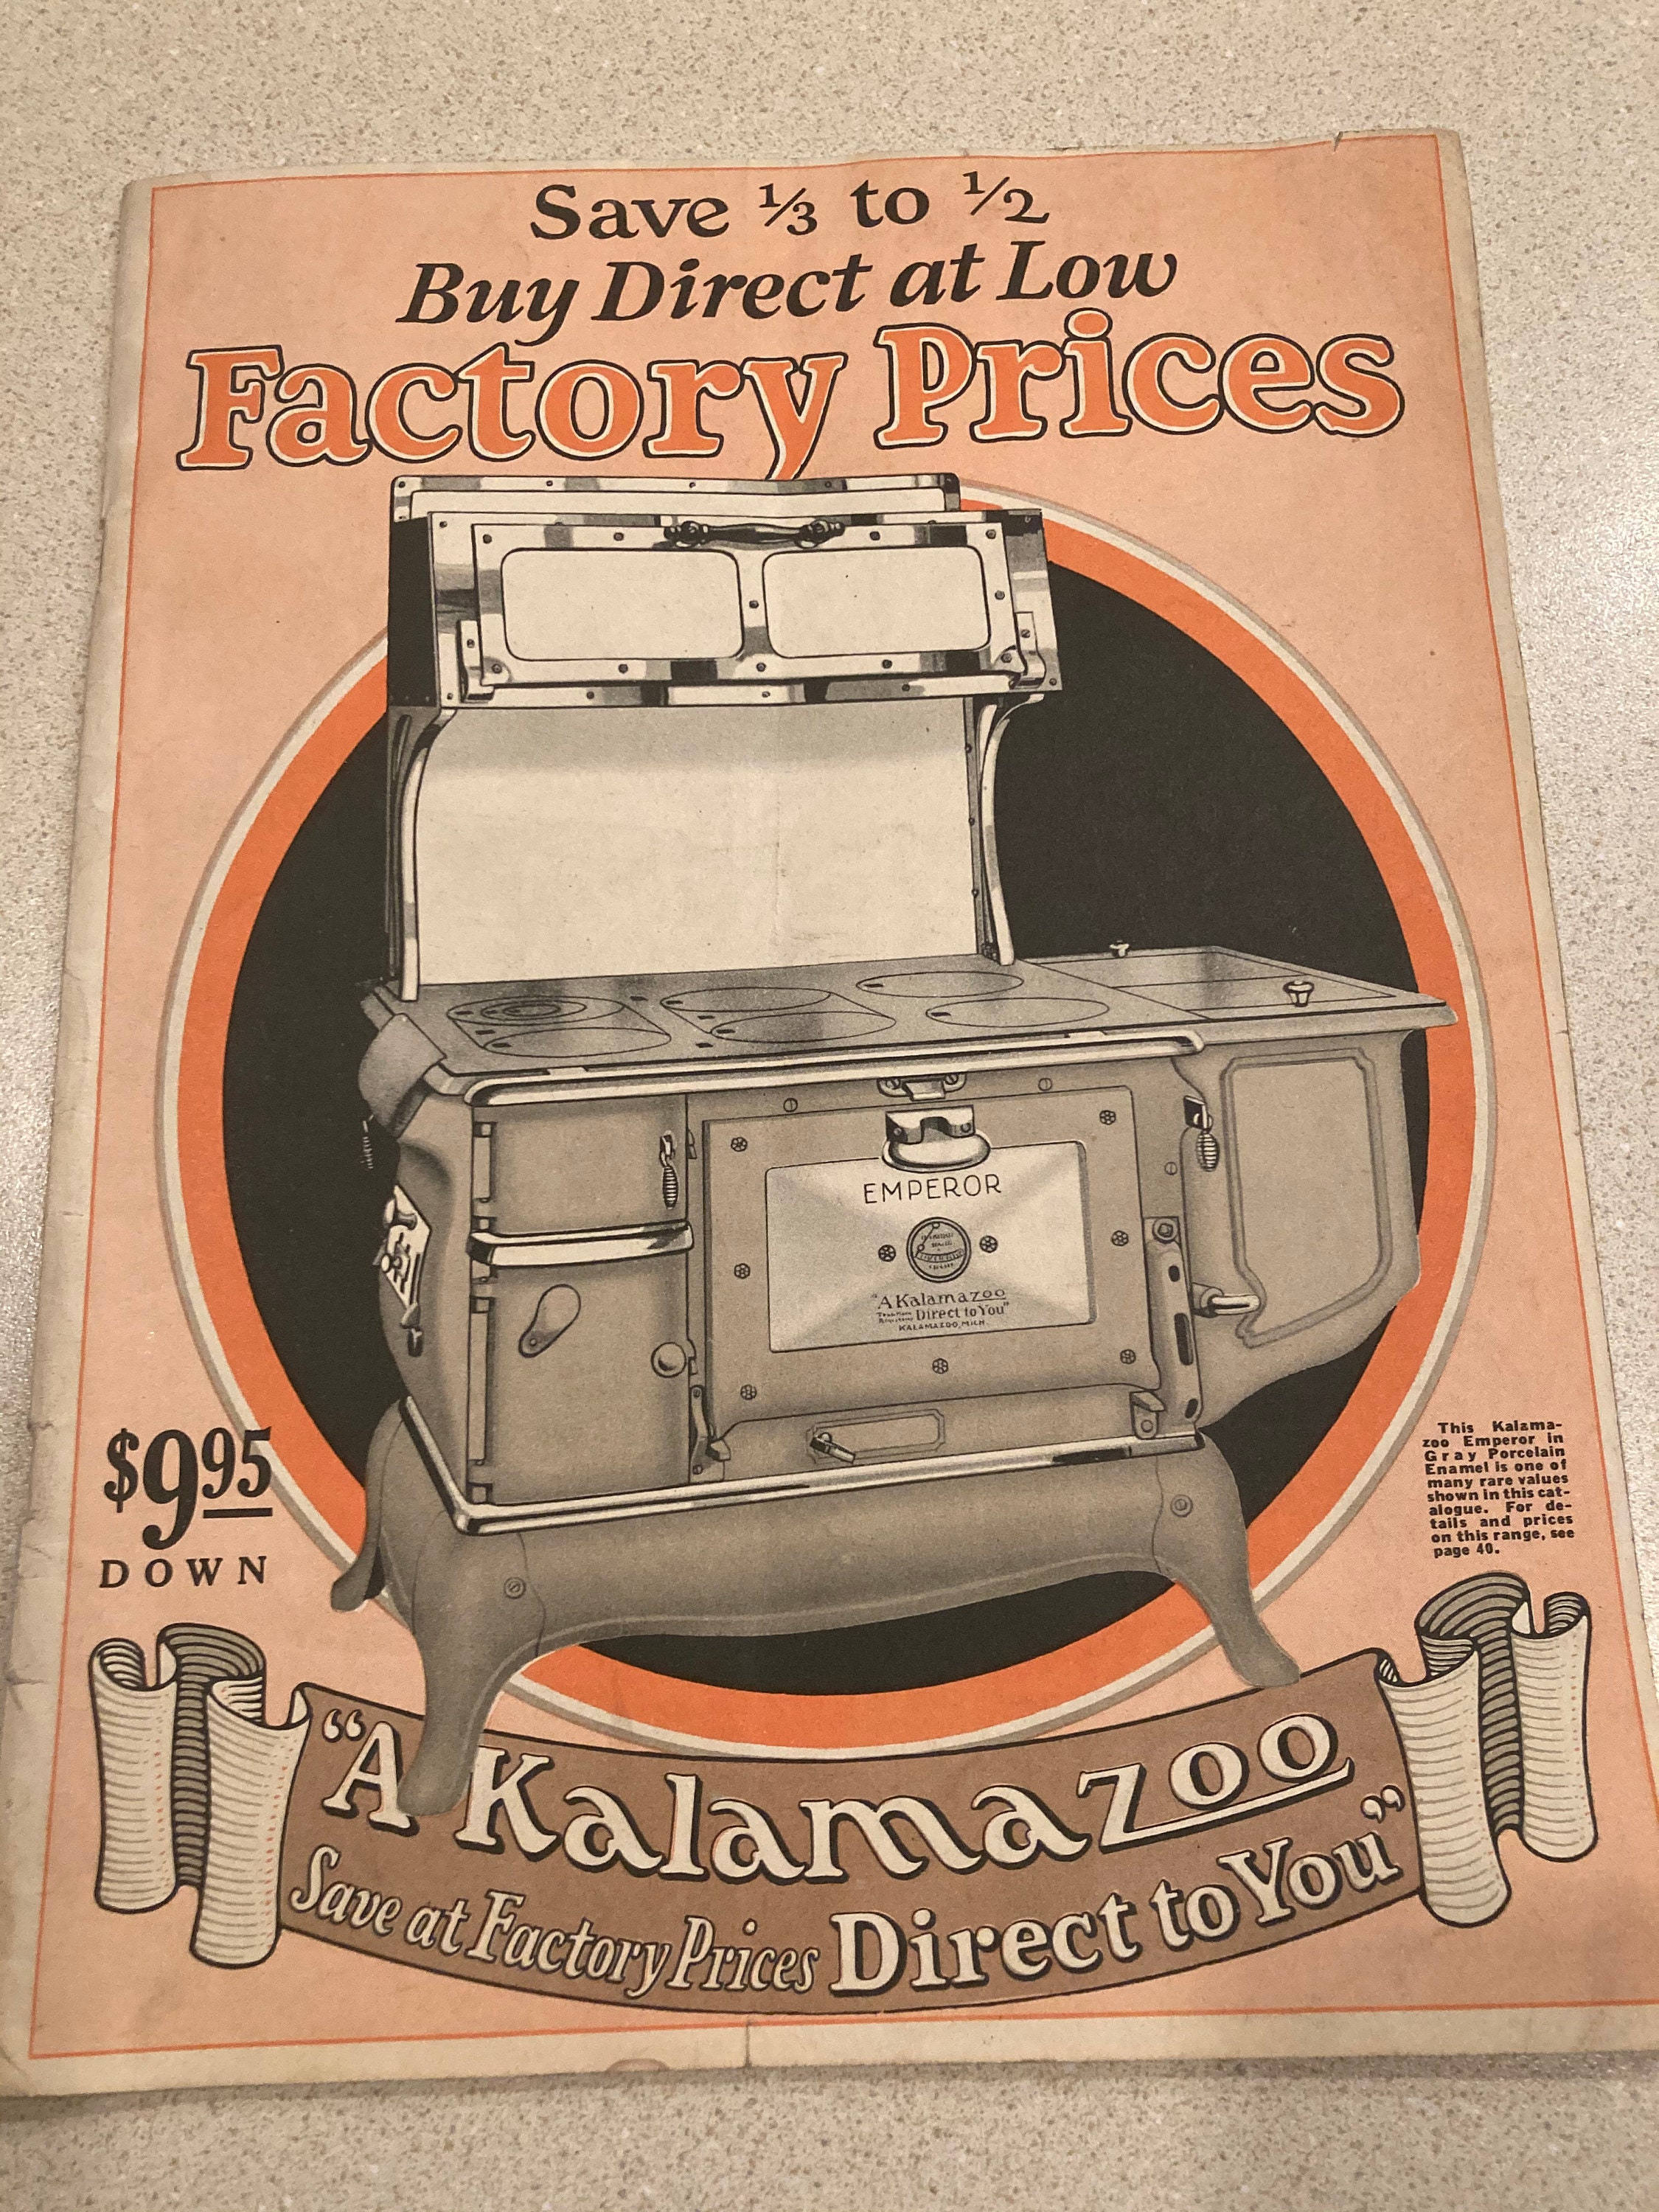 Save ⅓ to ½
Buy Direct at Low
Factory Prices
EMPEROR
"A Kalamazoo
Direct to You"
KALAMAZOO, MICH.
$9.95
DOWN
This Kalama-
zoo Emperor in
Gray Porcelain
Enamel is one of
many rare values
shown in this cat-
alogue. For de-
tails and prices
on this range, see
page 40.
"A Kalamazoo
Save at Factory Prices Direct to You"